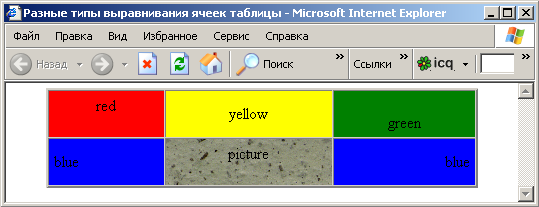 Разные типы выравнивания ячеек таблицы - Microsoft Internet Explorer
Файл Правка Вид Избранное Сервис Справка
Назад Поиск » Ссылки » icq »
red yellow green
blue picture blue